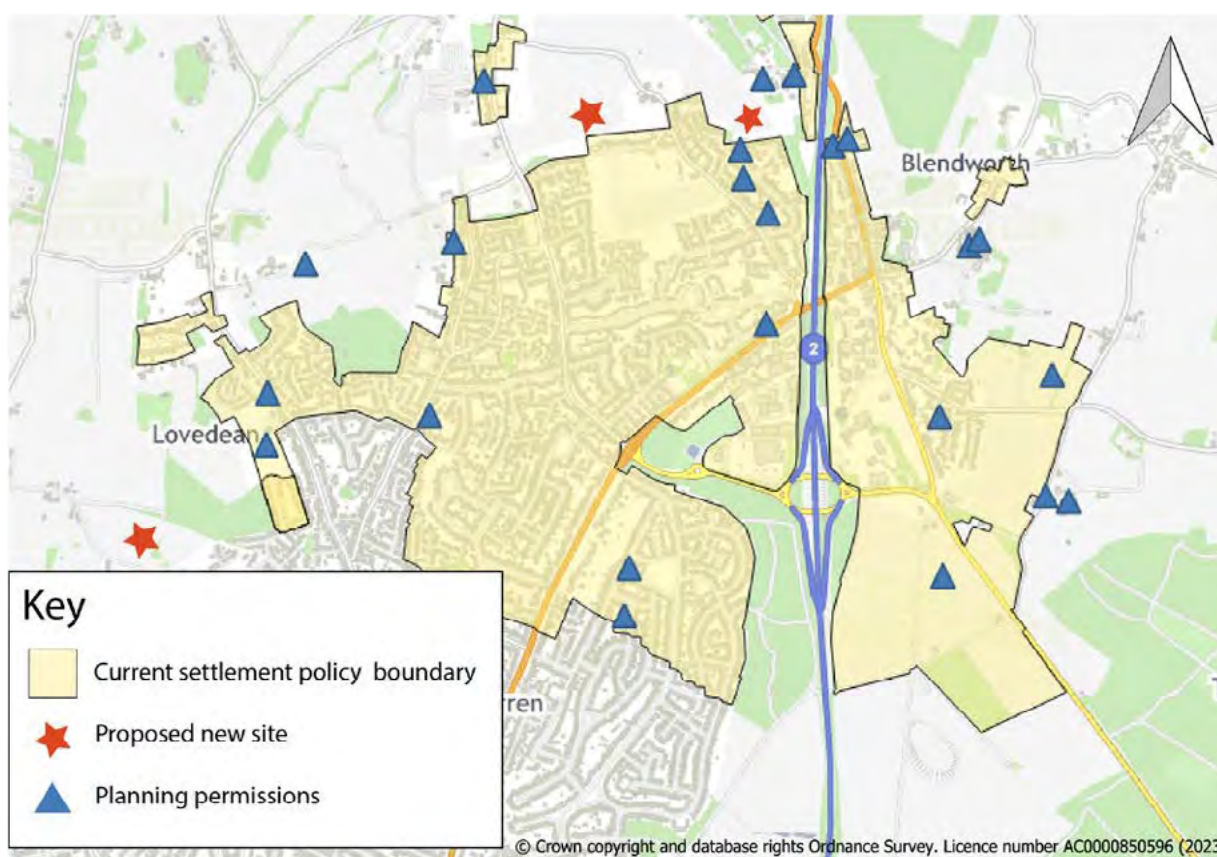 Blendworth
2
Lovedean
Key
Current settlement policy boundary
Proposed new site
rren
Planning permissions
© Crown copyright and database rights Ordnance Survey. Licence number AC0000850596 (2023